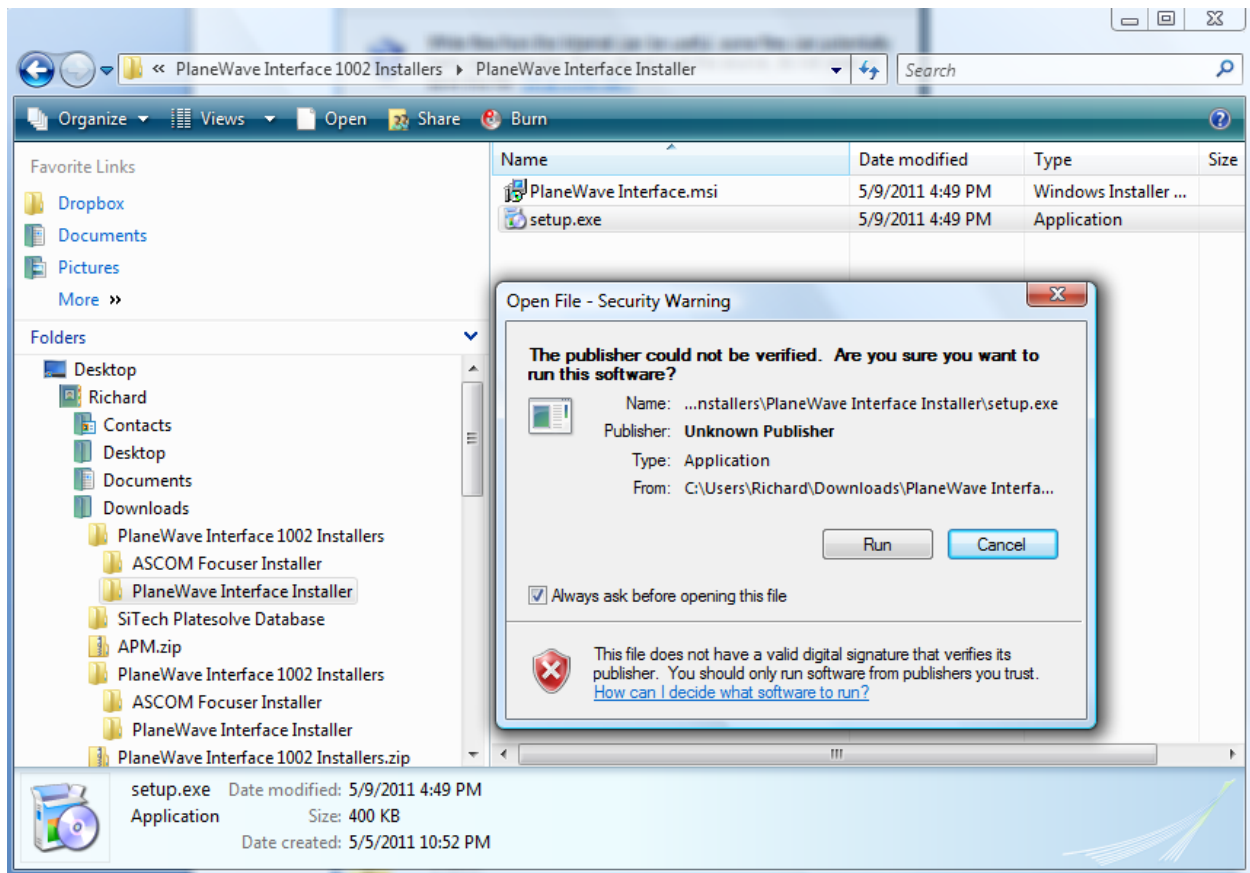 « PlaneWave Interface 1002 Installers ▸ PlaneWave Interface Installer
Search
Organize Views Open Share Burn
Favorite Links
Dropbox
Documents
Pictures
More »
Folders
Desktop
Richard
Contacts
Desktop
Documents
Downloads
PlaneWave Interface 1002 Installers
ASCOM Focuser Installer
PlaneWave Interface Installer
SiTech Platesolve Database
APM.zip
PlaneWave Interface 1002 Installers
ASCOM Focuser Installer
PlaneWave Interface Installer
PlaneWave Interface 1002 Installers.zip
Name Date modified Type Size
PlaneWave Interface.msi 5/9/2011 4:49 PM Windows Installer ...
setup.exe 5/9/2011 4:49 PM Application
Open File - Security Warning
The publisher could not be verified. Are you sure you want to
run this software?
Name: ...nstallers\PlaneWave Interface Installer\setup.exe
Publisher: Unknown Publisher
Type: Application
From: C:\Users\Richard\Downloads\PlaneWave Interfa...
Run Cancel
Always ask before opening this file
This file does not have a valid digital signature that verifies its
publisher. You should only run software from publishers you trust.
How can I decide what software to run?
setup.exe Date modified: 5/9/2011 4:49 PM
Application Size: 400 KB
Date created: 5/5/2011 10:52 PM